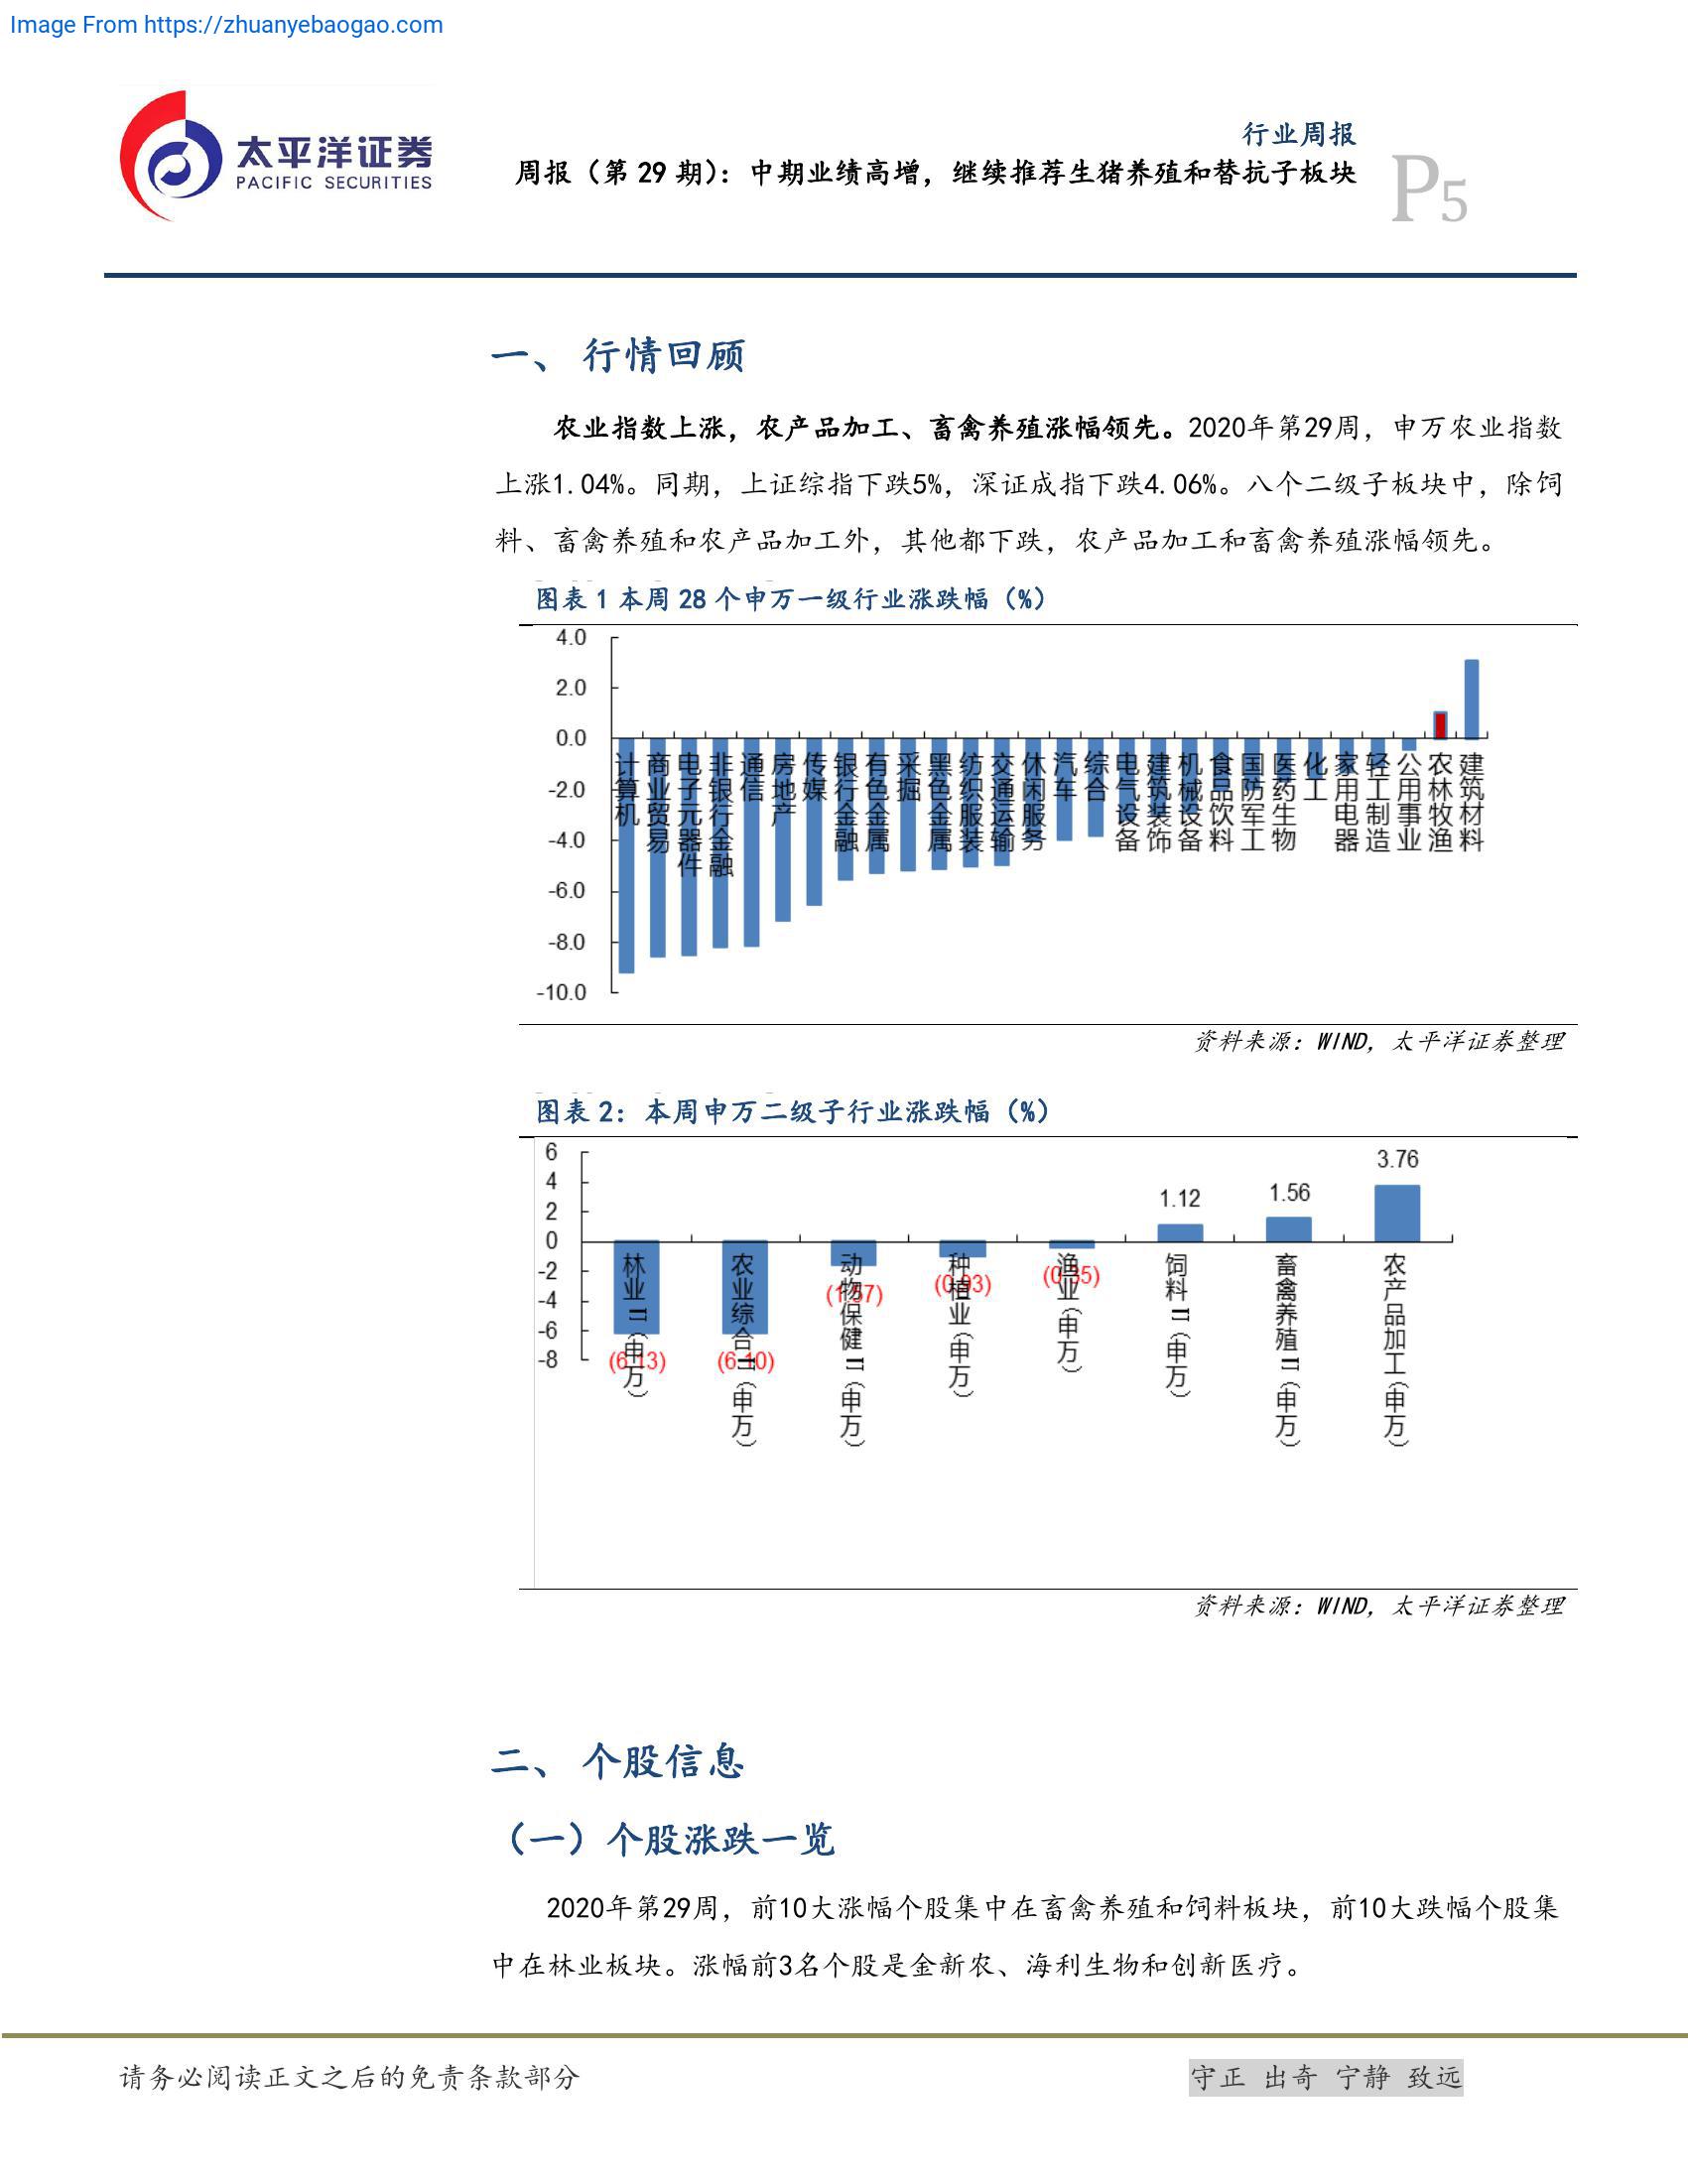 Image From https://zhuanyebaogao.com
太平洋证券
PACIFIC SECURITIES
行业周报
周报（第 29 期）：中期业绩高增，继续推荐生猪养殖和替抗子板块
P5
一、 行情回顾
农业指数上涨，农产品加工、畜禽养殖涨幅领先。2020年第29周，申万农业指数
上涨1.04%。同期，上证综指下跌5%，深证成指下跌4.06%。八个二级子板块中，除饲
料、畜禽养殖和农产品加工外，其他都下跌，农产品加工和畜禽养殖涨幅领先。
图表 1 本周 28 个申万一级行业涨跌幅（%）
4.0
2.0
0.0
-2.0
-4.0
-6.0
-8.0
-10.0
计算机
商业贸易
电子元器件
非银行金融
通信
房地产
传媒
银行金融
有色金属
采掘
黑色金属
纺织服装
交通运输
休闲服务
汽车
综合
电气设备
建筑装饰
机械设备
食品饮料
国防军工
医药生物
化工
家用电器
轻工制造
公用事业
农林牧渔
建筑材料
资料来源：WIND，太平洋证券整理
图表 2：本周申万二级子行业涨跌幅（%）
6
4
2
0
-2
-4
-6
-8
(6.13)
(6.10)
(1.57)
(0.93)
(0.35)
1.12
1.56
3.76
林业II（申万）
农业综合II（申万）
动物保健II（申万）
种植业（申万）
渔业（申万）
饲料II（申万）
畜禽养殖II（申万）
农产品加工（申万）
资料来源：WIND，太平洋证券整理
二、 个股信息
（一）个股涨跌一览
2020年第29周，前10大涨幅个股集中在畜禽养殖和饲料板块，前10大跌幅个股集
中在林业板块。涨幅前3名个股是金新农、海利生物和创新医疗。
请务必阅读正文之后的免责条款部分
守正 出奇 宁静 致远